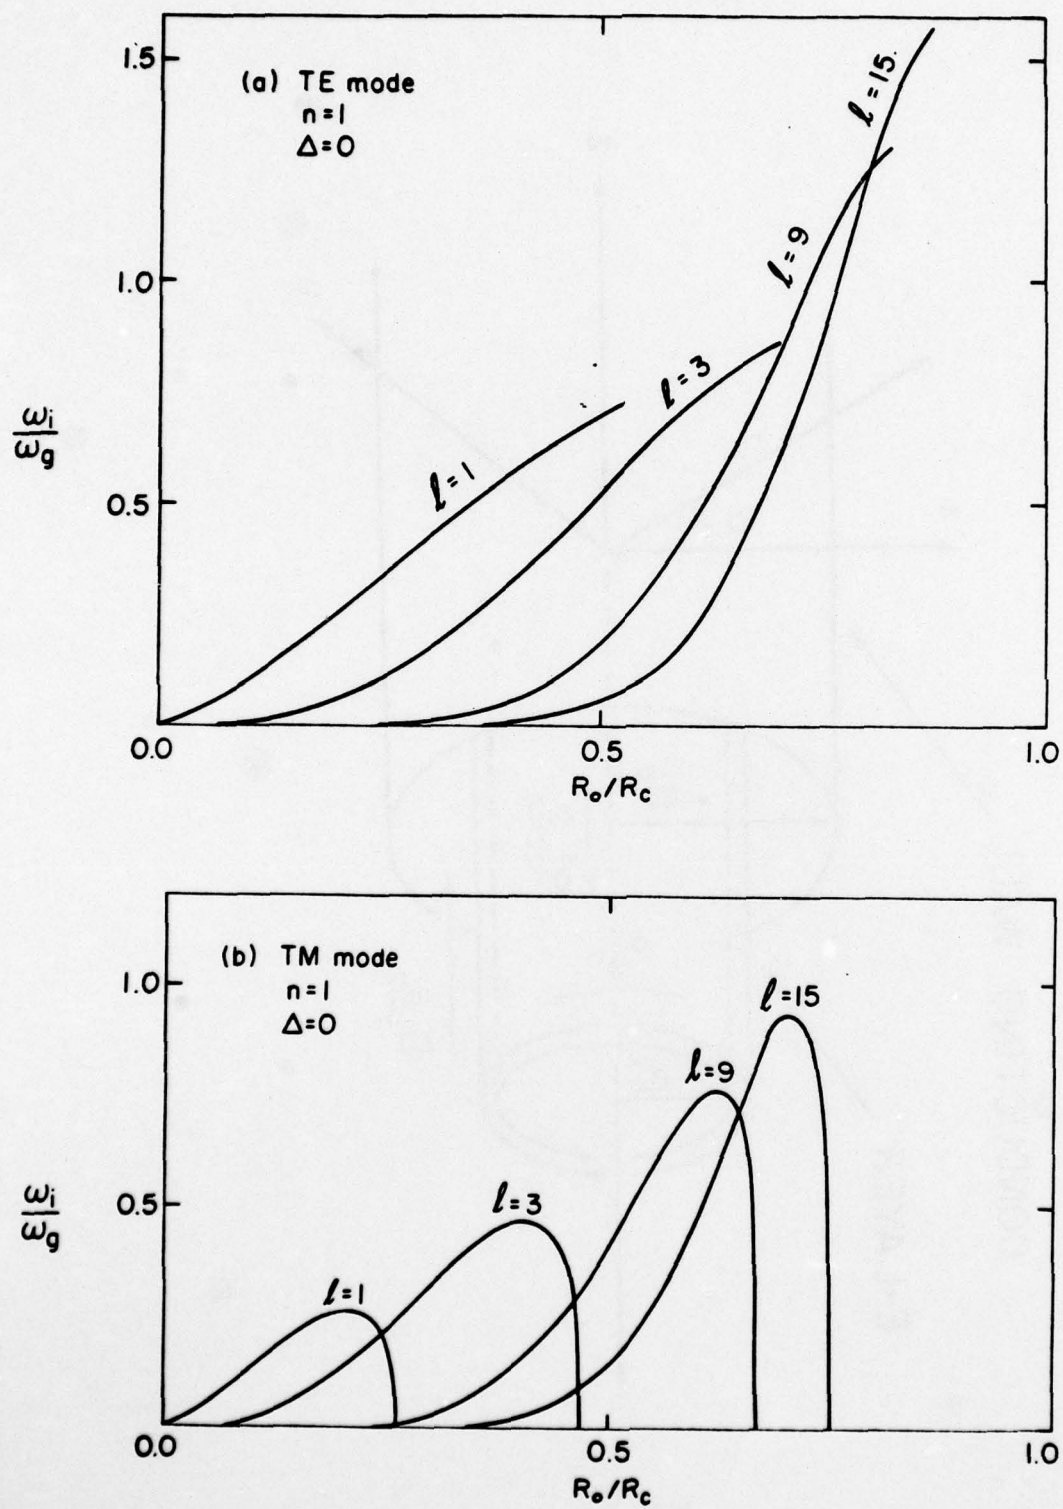 1.5
(a) TE mode
n=1
Δ=0
ℓ=15.
1.0
ℓ=9
ℓ=3
ωi
ωg
ℓ=1
0.5
0.0
0.5
1.0
Ro/Rc
(b) TM mode
n=1
Δ=0
1.0
ℓ=15
ℓ=9
ωi
ωg
0.5
ℓ=3
ℓ=1
0.0
0.5
1.0
Ro/Rc